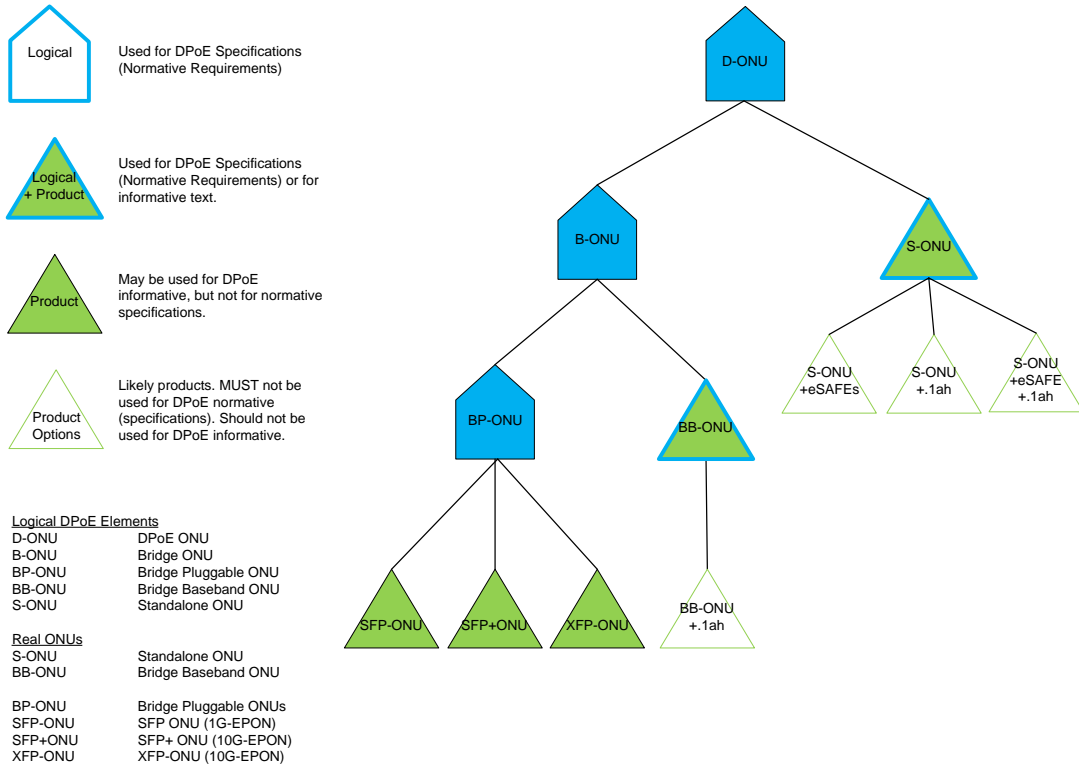 Logical
Used for DPoE Specifications
(Normative Requirements)
Logical
+ Product
Used for DPoE Specifications
(Normative Requirements) or for
informative text.
Product
May be used for DPoE
informative, but not for normative
specifications.
Product
Options
Likely products. MUST not be
used for DPoE normative
(specifications). Should not be
used for DPoE informative.
D-ONU
B-ONU
S-ONU
S-ONU
+eSAFEs
S-ONU
+.1ah
S-ONU
+eSAFE
+.1ah
BP-ONU
BB-ONU
SFP-ONU
SFP+ONU
XFP-ONU
BB-ONU
+.1ah
Logical DPoE Elements
D-ONU DPoE ONU
B-ONU Bridge ONU
BP-ONU Bridge Pluggable ONU
BB-ONU Bridge Baseband ONU
S-ONU Standalone ONU
Real ONUs
S-ONU Standalone ONU
BB-ONU Bridge Baseband ONU
BP-ONU Bridge Pluggable ONUs
SFP-ONU SFP ONU (1G-EPON)
SFP+ONU SFP+ ONU (10G-EPON)
XFP-ONU XFP-ONU (10G-EPON)